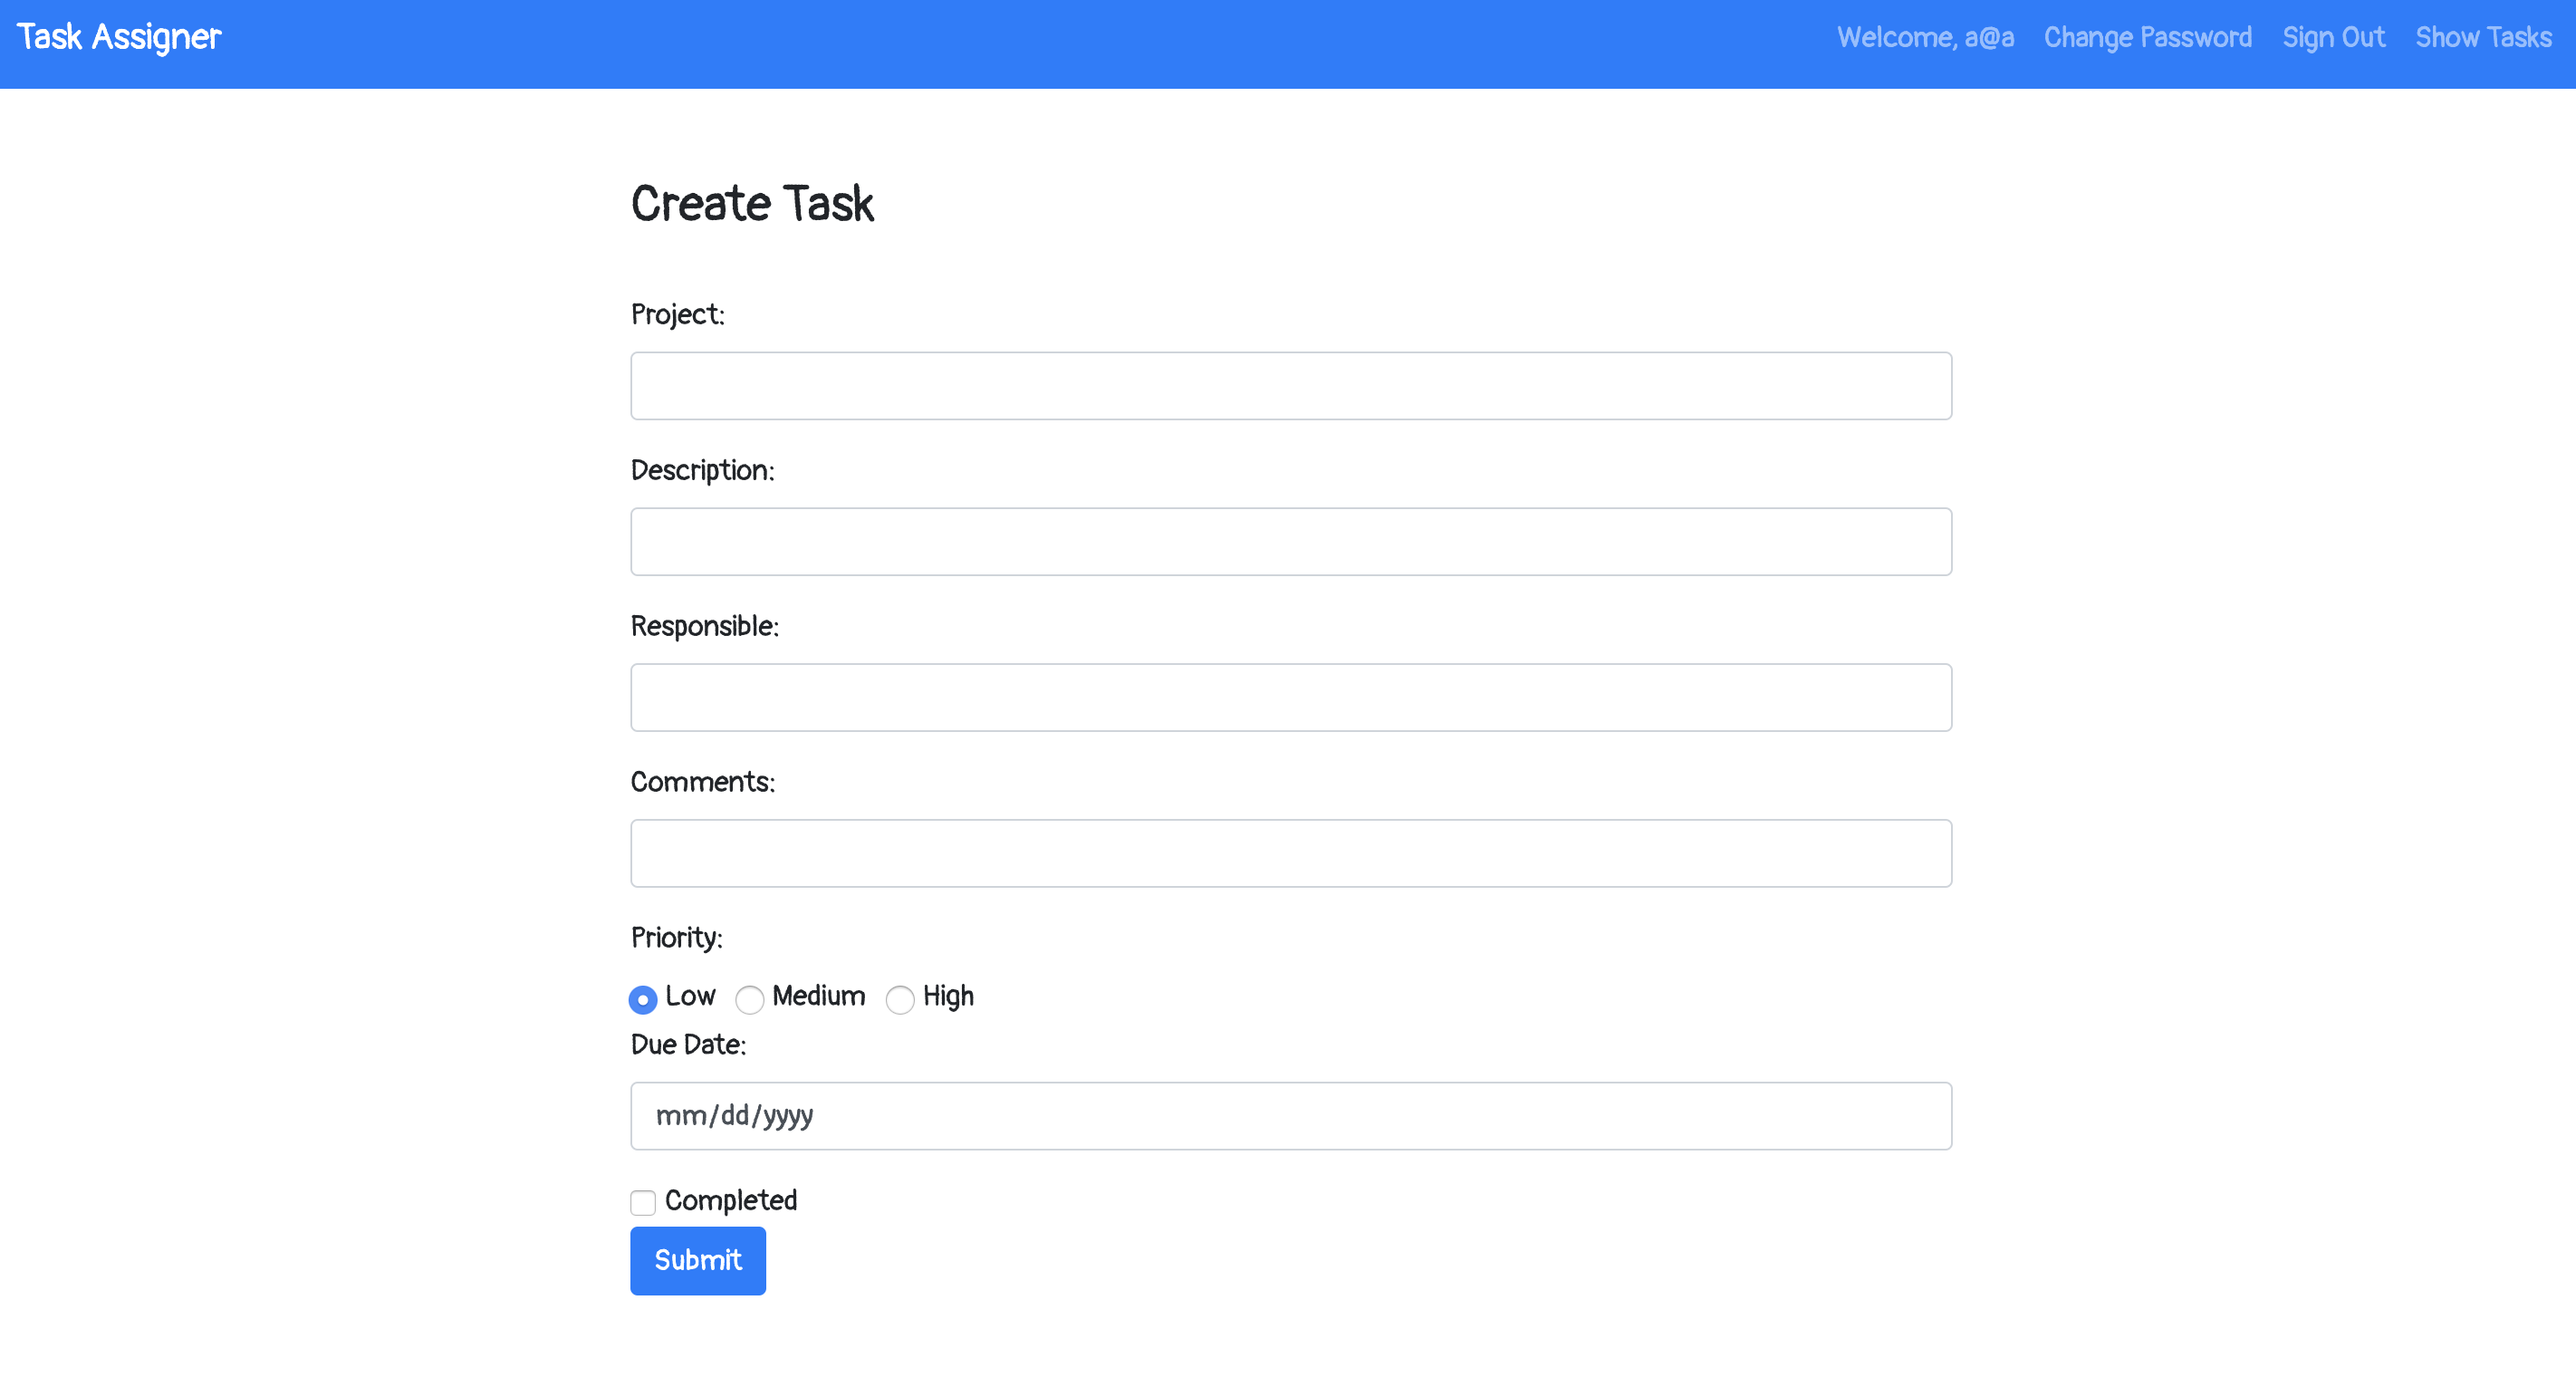 Task Assigner
Welcome, a@a Change Password Sign Out Show Tasks
Create Task
Project:
Description:
Responsible:
Comments:
Priority:
Low Medium High
Due Date:
mm/dd/yyyy
Completed
Submit